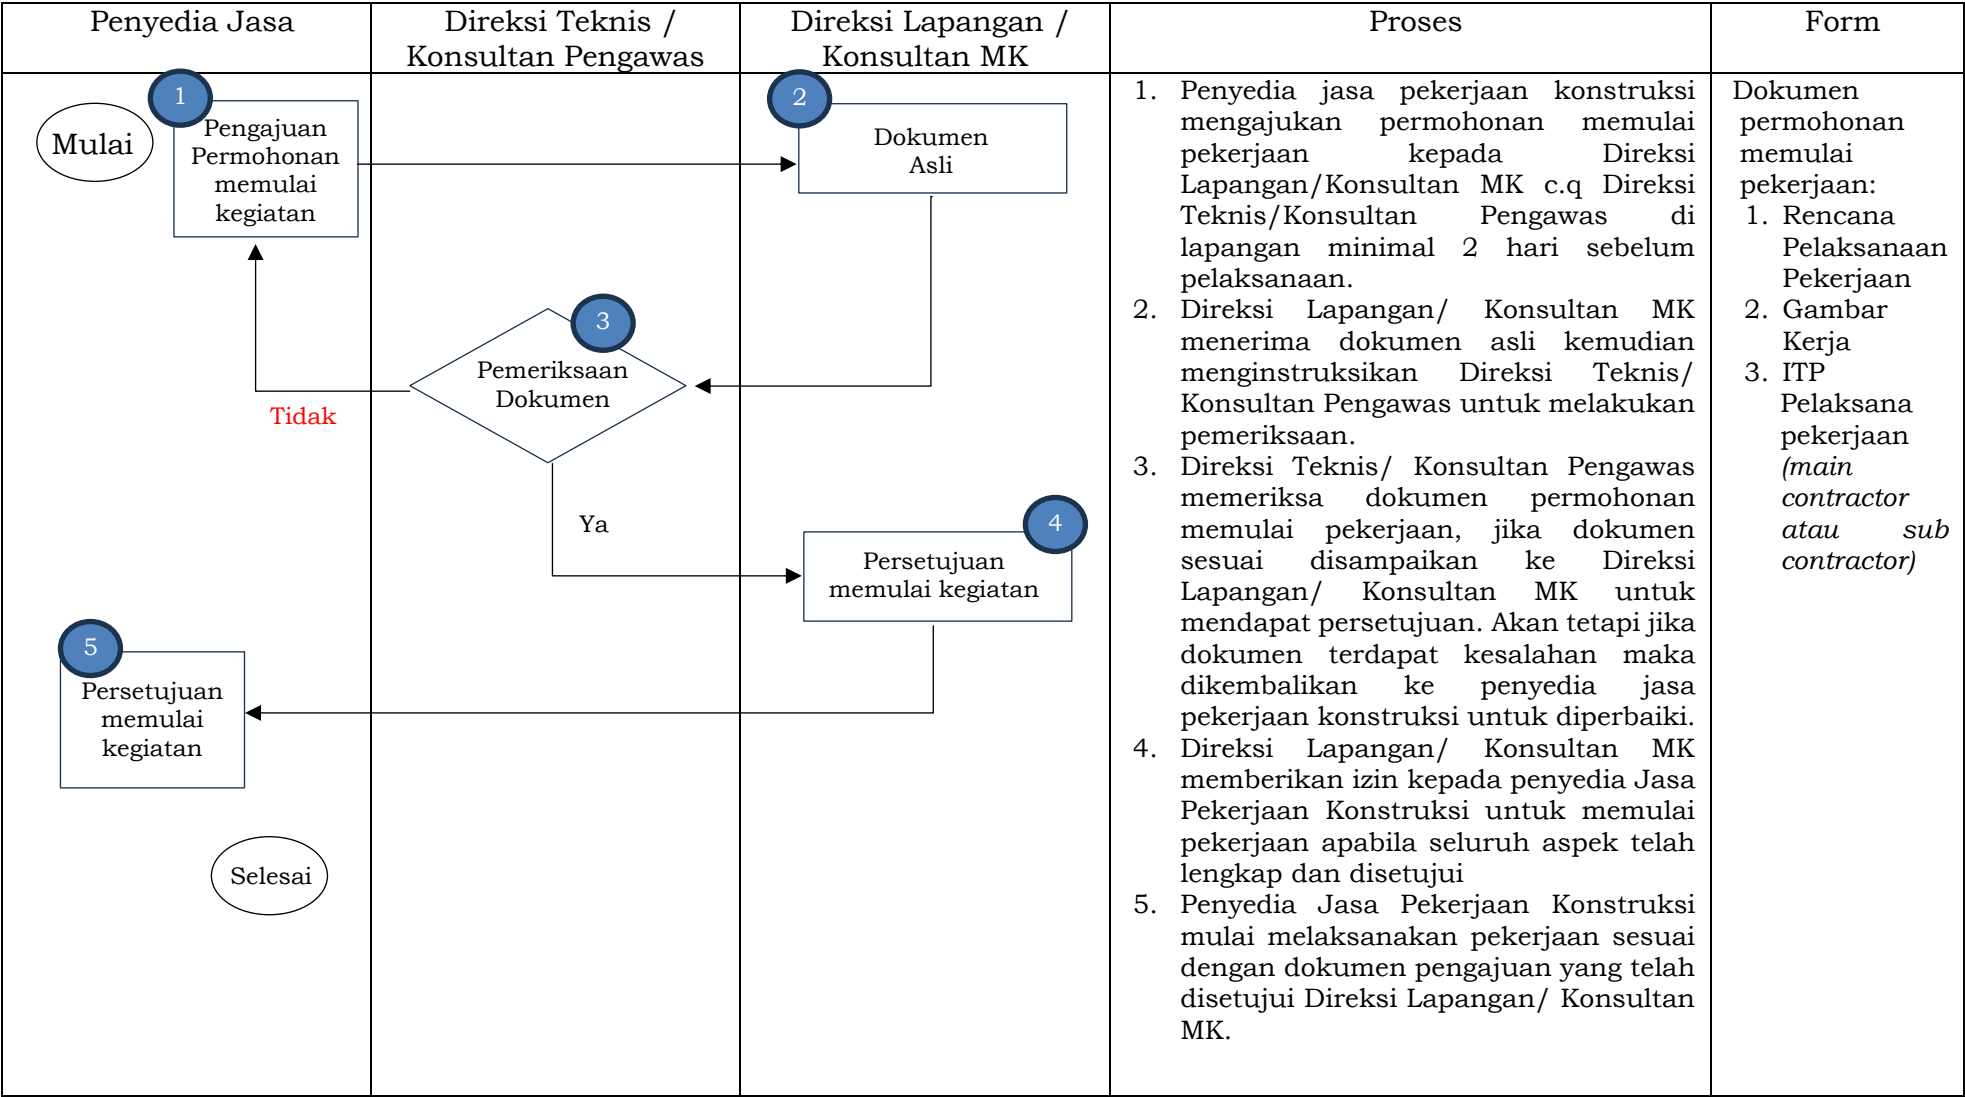 Penyedia Jasa
Direksi Teknis /
Konsultan Pengawas
Direksi Lapangan /
Konsultan MK
Proses
Form
Mulai
1
Pengajuan
Permohonan
memulai
kegiatan
2
Dokumen
Asli
3
Pemeriksaan
Dokumen
Tidak
Ya
4
Persetujuan
memulai kegiatan
5
Persetujuan
memulai
kegiatan
Selesai
1. Penyedia jasa pekerjaan konstruksi
mengajukan permohonan memulai
pekerjaan kepada Direksi
Lapangan/Konsultan MK c.q Direksi
Teknis/Konsultan Pengawas di
lapangan minimal 2 hari sebelum
pelaksanaan.
2. Direksi Lapangan/ Konsultan MK
menerima dokumen asli kemudian
menginstruksikan Direksi Teknis/
Konsultan Pengawas untuk melakukan
pemeriksaan.
3. Direksi Teknis/ Konsultan Pengawas
memeriksa dokumen permohonan
memulai pekerjaan, jika dokumen
sesuai disampaikan ke Direksi
Lapangan/ Konsultan MK untuk
mendapat persetujuan. Akan tetapi jika
dokumen terdapat kesalahan maka
dikembalikan ke penyedia jasa
pekerjaan konstruksi untuk diperbaiki.
4. Direksi Lapangan/ Konsultan MK
memberikan izin kepada penyedia Jasa
Pekerjaan Konstruksi untuk memulai
pekerjaan apabila seluruh aspek telah
lengkap dan disetujui
5. Penyedia Jasa Pekerjaan Konstruksi
mulai melaksanakan pekerjaan sesuai
dengan dokumen pengajuan yang telah
disetujui Direksi Lapangan/ Konsultan
MK.
Dokumen
permohonan
memulai
pekerjaan:
1. Rencana
Pelaksanaan
Pekerjaan
2. Gambar
Kerja
3. ITP
Pelaksana
pekerjaan
(main
contractor
atau sub
contractor)